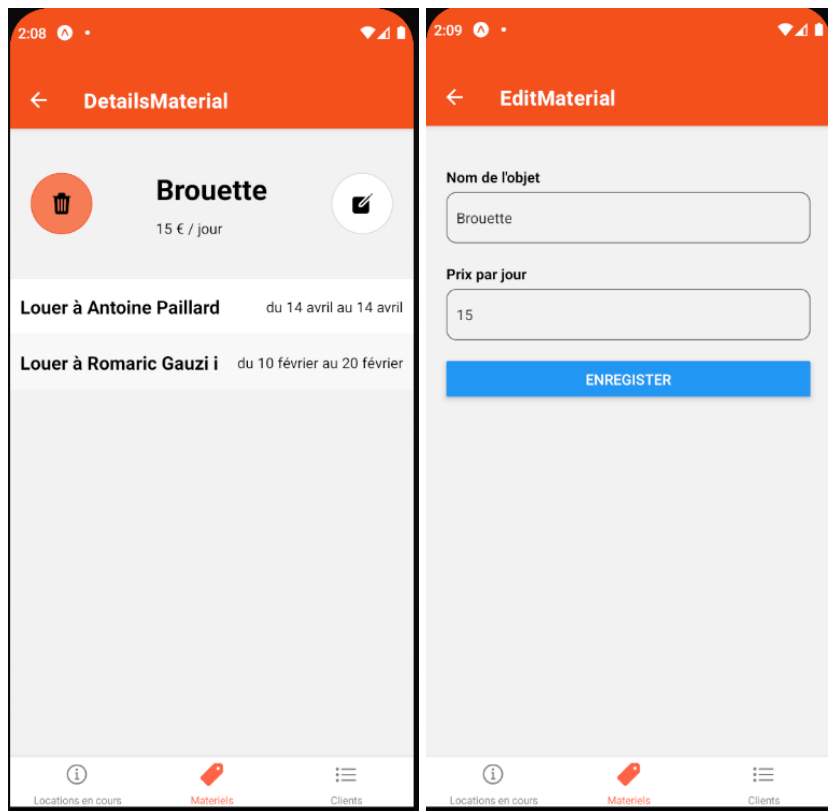 2:08
DetailsMaterial
Brouette
15 € / jour
Louer à Antoine Paillard du 14 avril au 14 avril
Louer à Romaric Gauzi i du 10 février au 20 février
Locations en cours Materiels Clients
2:09
EditMaterial
Nom de l'objet
Brouette
Prix par jour
15
ENREGISTER
Locations en cours Materiels Clients